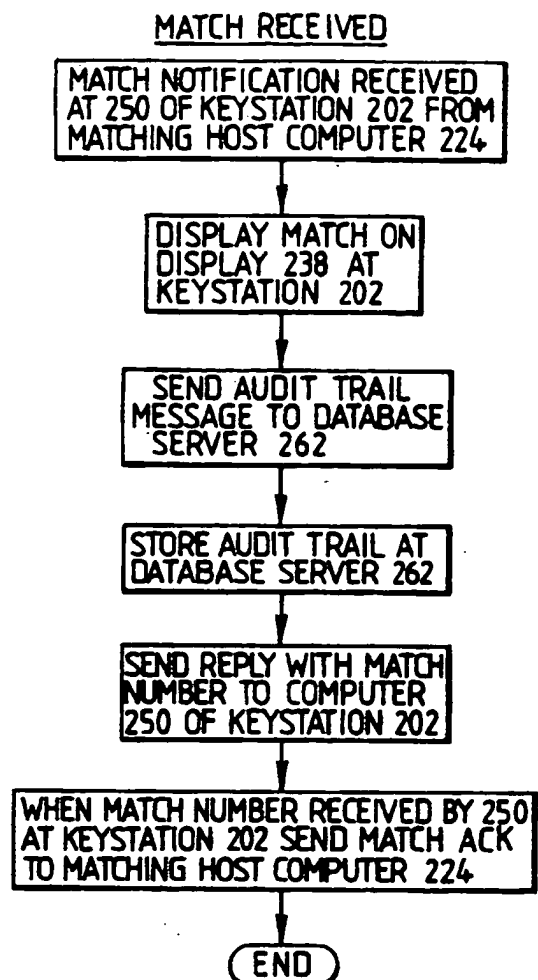 MATCH RECEIVED
MATCH NOTIFICATION RECEIVED
AT 250 OF KEYSTATION 202 FROM
MATCHING HOST COMPUTER 224
DISPLAY MATCH ON
DISPLAY 238 AT
KEYSTATION 202
SEND AUDIT TRAIL
MESSAGE TO DATABASE
SERVER 262
STORE AUDIT TRAIL AT
DATABASE SERVER 262
SEND REPLY WITH MATCH
NUMBER TO COMPUTER
250 OF KEYSTATION 202
WHEN MATCH NUMBER RECEIVED BY 250
AT KEYSTATION 202 SEND MATCH ACK
TO MATCHING HOST COMPUTER 224
END